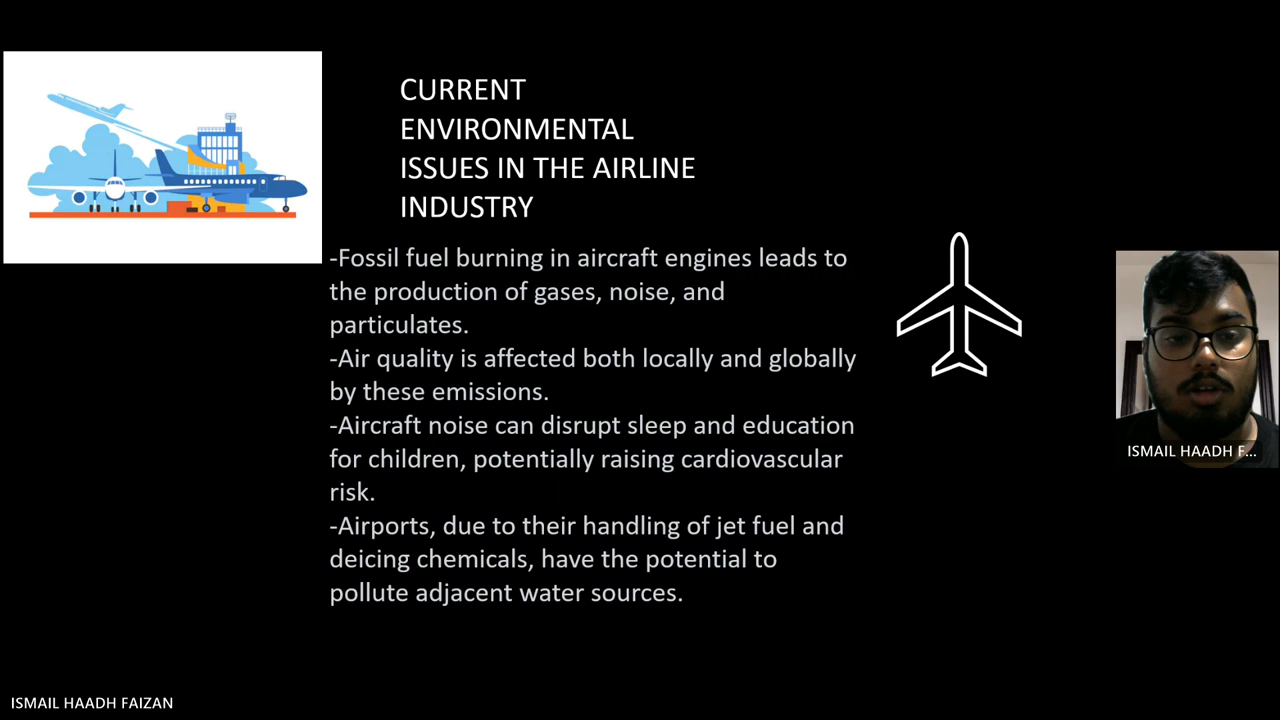 CURRENT
ENVIRONMENTAL
ISSUES IN THE AIRLINE
INDUSTRY
-Fossil fuel burning in aircraft engines leads to
the production of gases, noise, and
particulates.
-Air quality is affected both locally and globally
by these emissions.
-Aircraft noise can disrupt sleep and education
for children, potentially raising cardiovascular
risk.
-Airports, due to their handling of jet fuel and
deicing chemicals, have the potential to
pollute adjacent water sources.
ISMAIL HAADH F...
ISMAIL HAADH FAIZAN